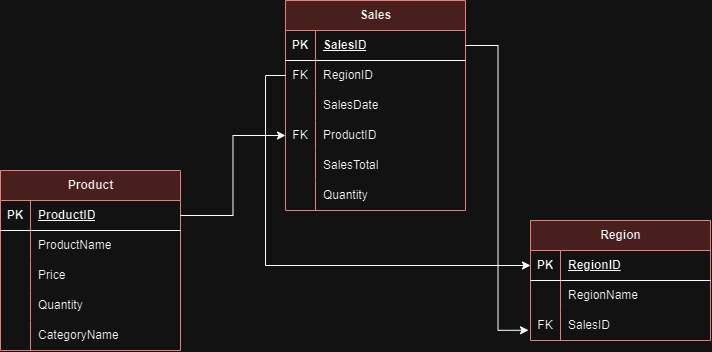 Sales
PK SalesID
FK RegionID
SalesDate
FK ProductID
SalesTotal
Quantity
Product
PK ProductID
ProductName
Price
Quantity
CategoryName
Region
PK RegionID
RegionName
FK SalesID